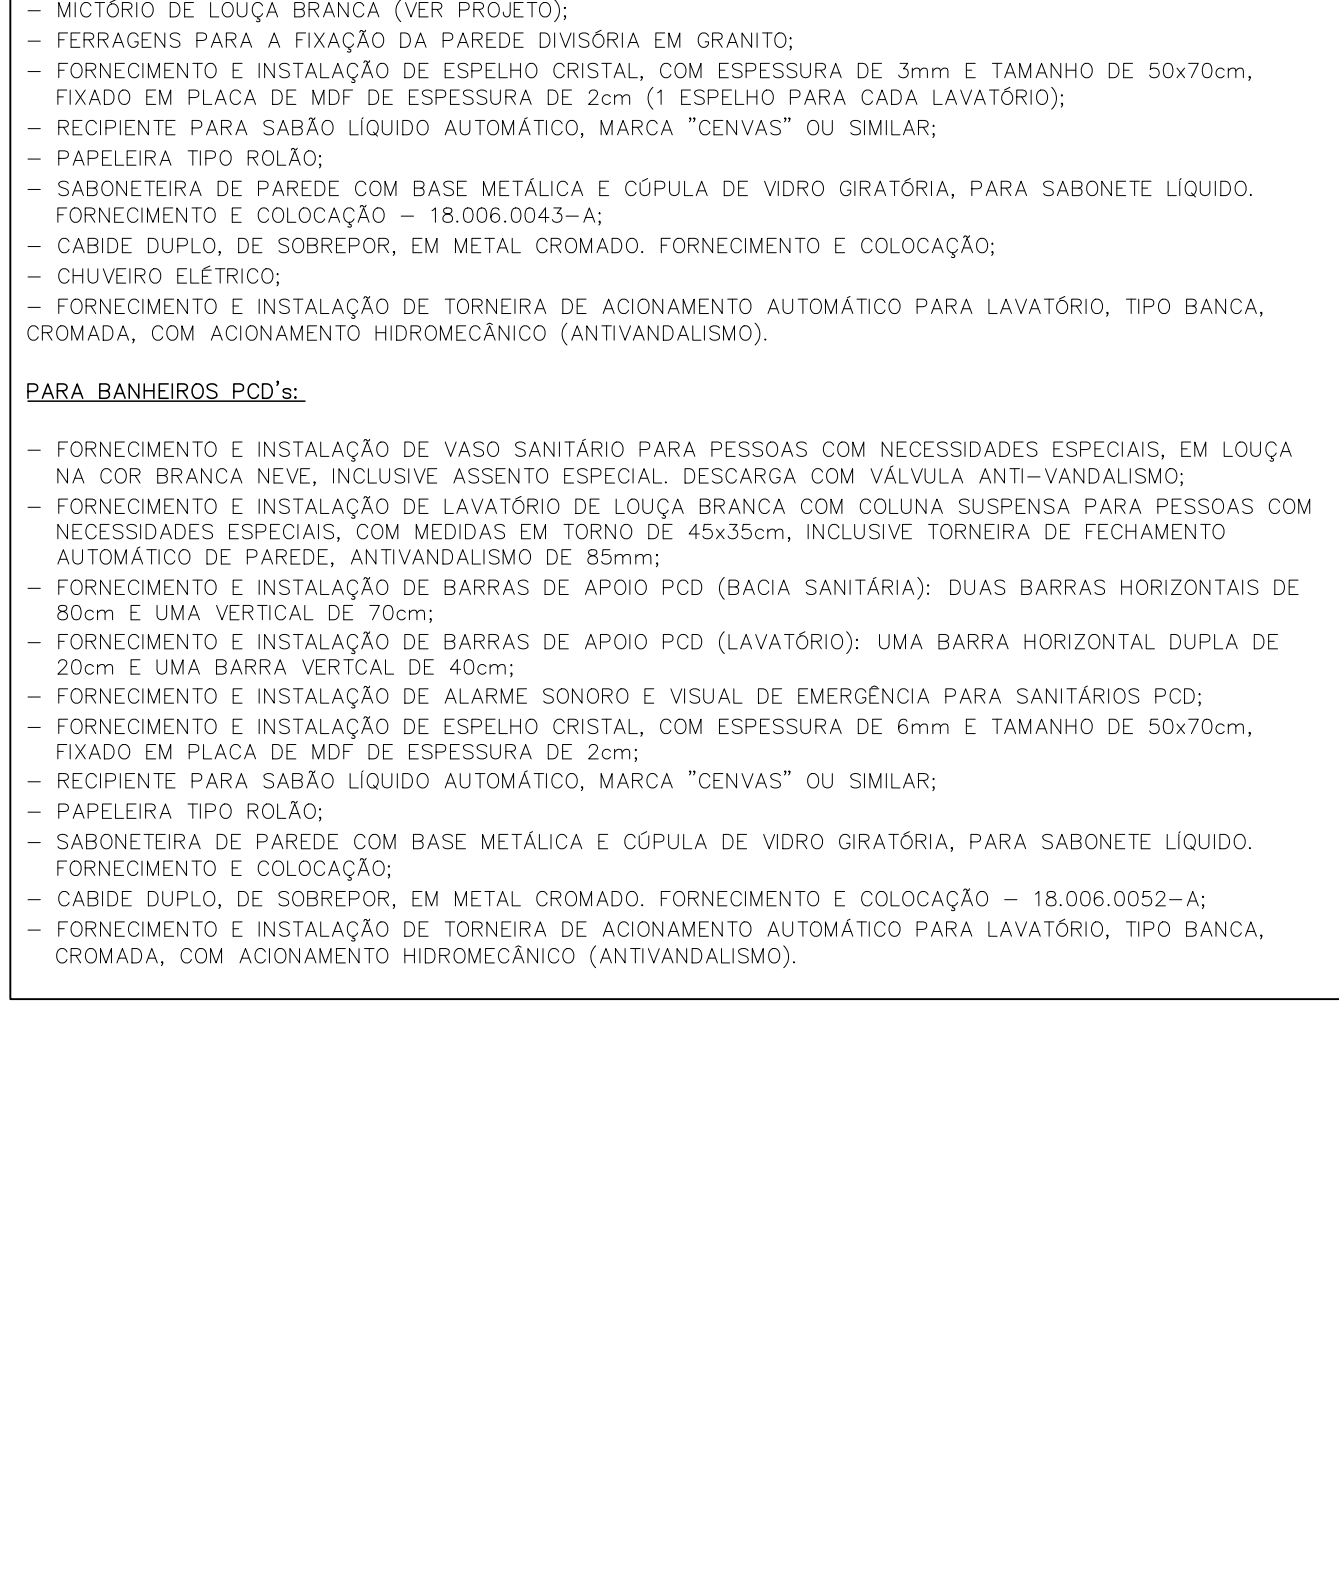 – MICTÓRIO DE LOUÇA BRANCA (VER PROJETO);
– FERRAGENS PARA A FIXAÇÃO DA PAREDE DIVISÓRIA EM GRANITO;
– FORNECIMENTO E INSTALAÇÃO DE ESPELHO CRISTAL, COM ESPESSURA DE 3mm E TAMANHO DE 50x70cm,
FIXADO EM PLACA DE MDF DE ESPESSURA DE 2cm (1 ESPELHO PARA CADA LAVATÓRIO);
– RECIPIENTE PARA SABÃO LÍQUIDO AUTOMÁTICO, MARCA "CENVAS" OU SIMILAR;
– PAPELEIRA TIPO ROLÃO;
– SABONETEIRA DE PAREDE COM BASE METÁLICA E CÚPULA DE VIDRO GIRATÓRIA, PARA SABONETE LÍQUIDO.
FORNECIMENTO E COLOCAÇÃO – 18.006.0043–A;
– CABIDE DUPLO, DE SOBREPOR, EM METAL CROMADO. FORNECIMENTO E COLOCAÇÃO;
– CHUVEIRO ELÉTRICO;
– FORNECIMENTO E INSTALAÇÃO DE TORNEIRA DE ACIONAMENTO AUTOMÁTICO PARA LAVATÓRIO, TIPO BANCA,
CROMADA, COM ACIONAMENTO HIDROMECÂNICO (ANTIVANDALISMO).
PARA BANHEIROS PCD's:
– FORNECIMENTO E INSTALAÇÃO DE VASO SANITÁRIO PARA PESSOAS COM NECESSIDADES ESPECIAIS, EM LOUÇA
NA COR BRANCA NEVE, INCLUSIVE ASSENTO ESPECIAL. DESCARGA COM VÁLVULA ANTI–VANDALISMO;
– FORNECIMENTO E INSTALAÇÃO DE LAVATÓRIO DE LOUÇA BRANCA COM COLUNA SUSPENSA PARA PESSOAS COM
NECESSIDADES ESPECIAIS, COM MEDIDAS EM TORNO DE 45x35cm, INCLUSIVE TORNEIRA DE FECHAMENTO
AUTOMÁTICO DE PAREDE, ANTIVANDALISMO DE 85mm;
– FORNECIMENTO E INSTALAÇÃO DE BARRAS DE APOIO PCD (BACIA SANITÁRIA): DUAS BARRAS HORIZONTAIS DE
80cm E UMA VERTICAL DE 70cm;
– FORNECIMENTO E INSTALAÇÃO DE BARRAS DE APOIO PCD (LAVATÓRIO): UMA BARRA HORIZONTAL DUPLA DE
20cm E UMA BARRA VERTCAL DE 40cm;
– FORNECIMENTO E INSTALAÇÃO DE ALARME SONORO E VISUAL DE EMERGÊNCIA PARA SANITÁRIOS PCD;
– FORNECIMENTO E INSTALAÇÃO DE ESPELHO CRISTAL, COM ESPESSURA DE 6mm E TAMANHO DE 50x70cm,
FIXADO EM PLACA DE MDF DE ESPESSURA DE 2cm;
– RECIPIENTE PARA SABÃO LÍQUIDO AUTOMÁTICO, MARCA "CENVAS" OU SIMILAR;
– PAPELEIRA TIPO ROLÃO;
– SABONETEIRA DE PAREDE COM BASE METÁLICA E CÚPULA DE VIDRO GIRATÓRIA, PARA SABONETE LÍQUIDO.
FORNECIMENTO E COLOCAÇÃO;
– CABIDE DUPLO, DE SOBREPOR, EM METAL CROMADO. FORNECIMENTO E COLOCAÇÃO – 18.006.0052–A;
– FORNECIMENTO E INSTALAÇÃO DE TORNEIRA DE ACIONAMENTO AUTOMÁTICO PARA LAVATÓRIO, TIPO BANCA,
CROMADA, COM ACIONAMENTO HIDROMECÂNICO (ANTIVANDALISMO).